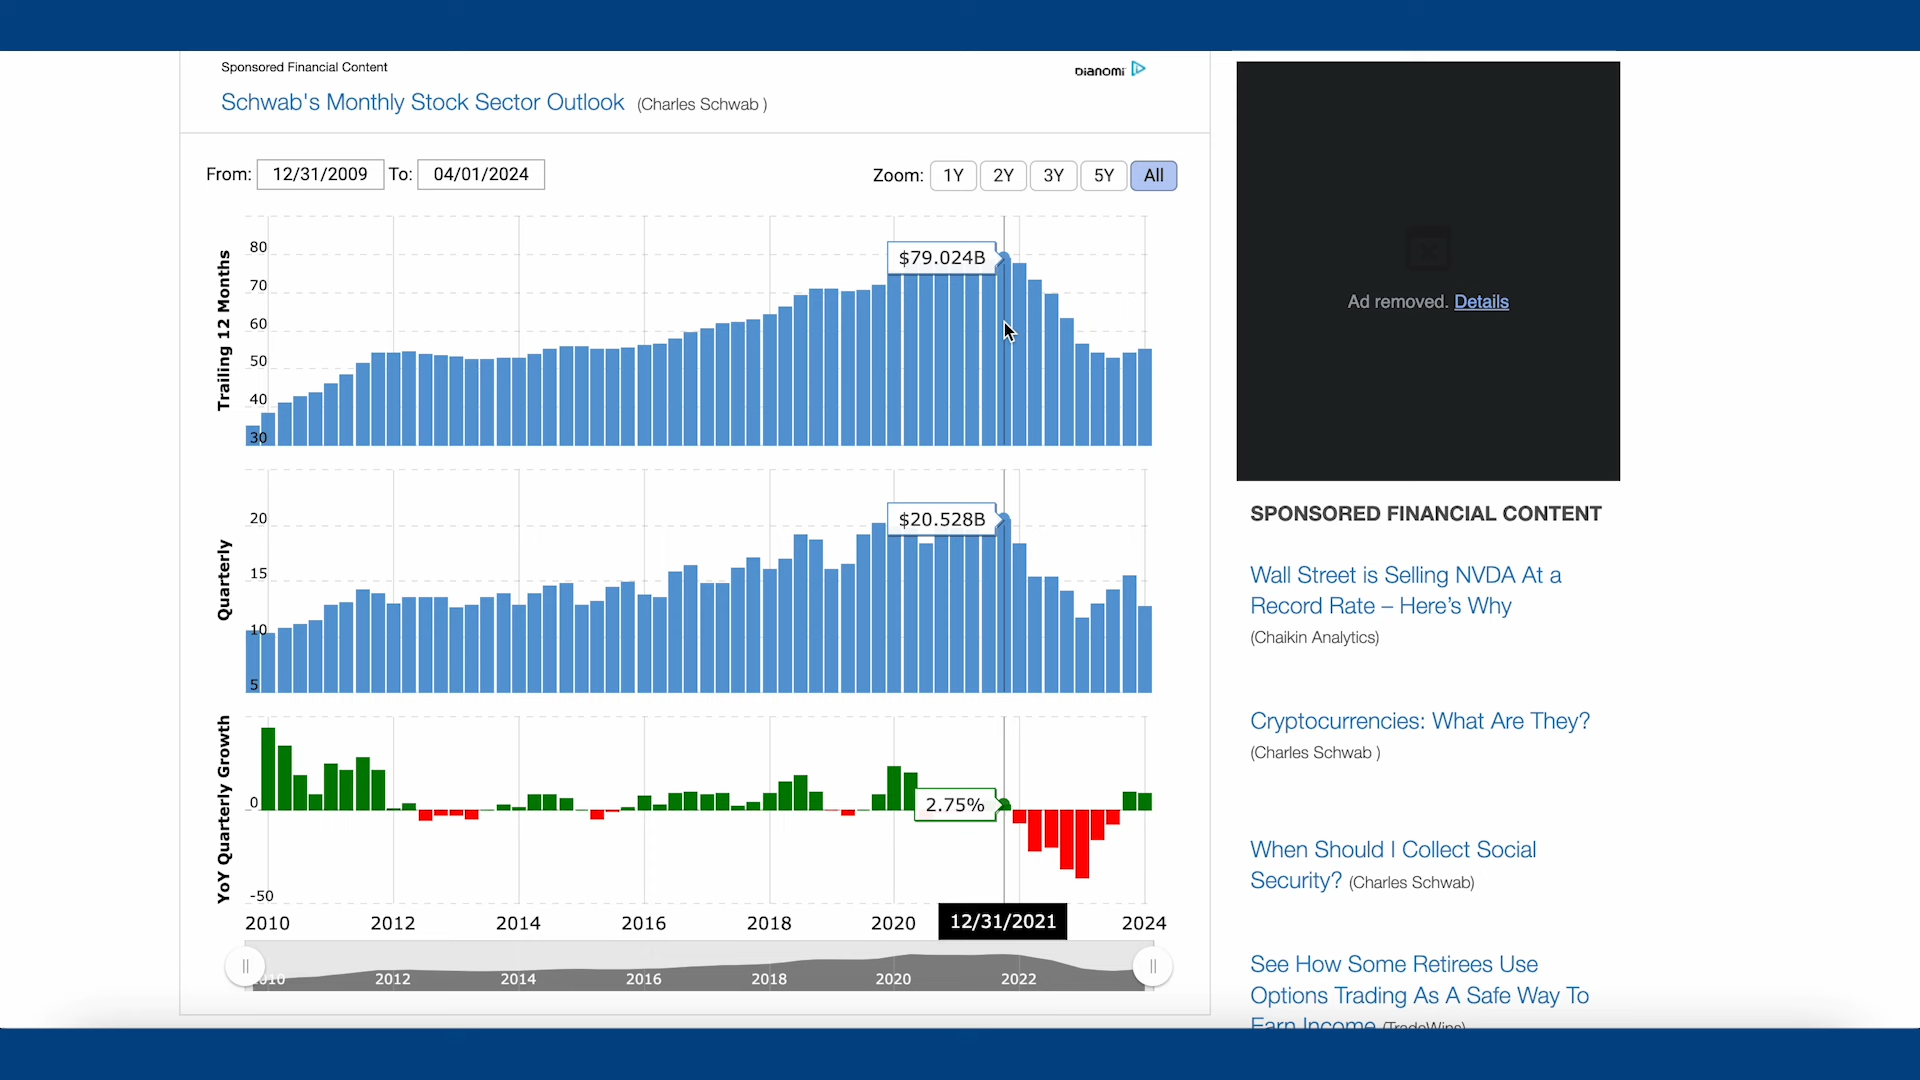 Sponsored Financial Content
Dianomi
Schwab's Monthly Stock Sector Outlook (Charles Schwab )
From: 12/31/2009 To: 04/01/2024
Zoom: 1Y 2Y 3Y 5Y All
Trailing 12 Months
80
70
60
50
40
30
$79.024B
Quarterly
20
15
10
5
$20.528B
YoY Quarterly Growth
0
-50
2.75%
2010 2012 2014 2016 2018 2020 12/31/2021 2024
2012 2014 2016 2018 2020 2022
Ad removed. Details
SPONSORED FINANCIAL CONTENT
Wall Street is Selling NVDA At a
Record Rate – Here’s Why
(Chaikin Analytics)
Cryptocurrencies: What Are They?
(Charles Schwab )
When Should I Collect Social
Security? (Charles Schwab)
See How Some Retirees Use
Options Trading As A Safe Way To
Earn Income (TradeWins)